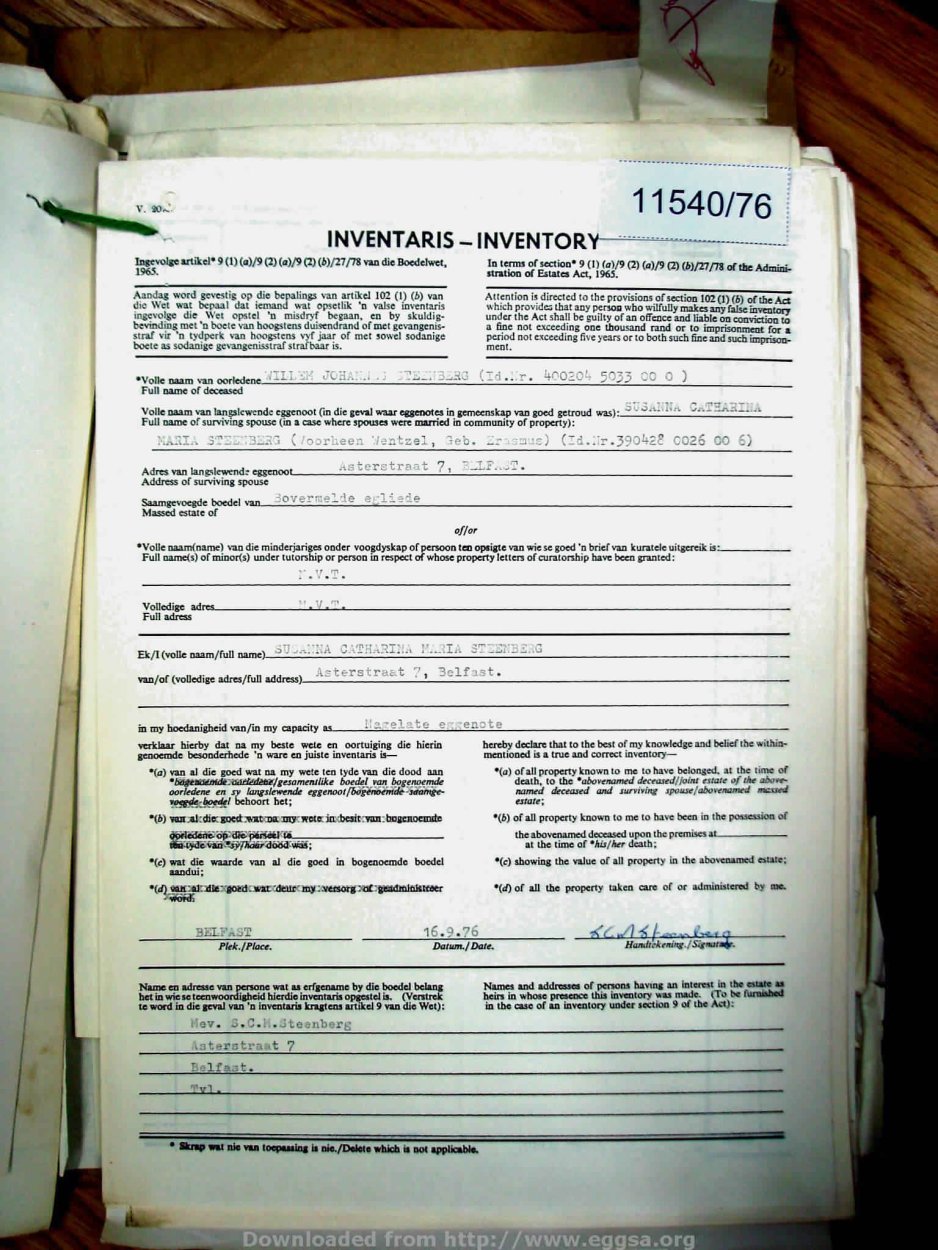 11540/76
INVENTARIS – INVENTORY
Ingevolge artikel* 9 (1) (a)/9 (2) (a)/9 (2) (b)/27/78 van die Boedelwet,
1965.
In terms of section* 9 (1) (a)/9 (2) (a)/9 (2) (b)/27/78 of the Admini-
stration of Estates Act, 1965.
Aandag word gevestig op die bepalings van artikel 102 (1) (b) van
die Wet wat bepaal dat iemand wat opsetlik 'n valse inventaris
ingevolge die Wet opstel 'n misdryf begaan, en by skuldig-
bevinding met 'n boete van hoogstens duisendrand of met gevangenis-
straf vir 'n tydperk van hoogstens vyf jaar of met sowel sodanige
boete as sodanige gevangenisstraf strafbaar is.
Attention is directed to the provisions of section 102 (1) (b) of the Act
which provides that any person who wilfully makes any false inventory
under the Act shall be guilty of an offence and liable on conviction to
a fine not exceeding one thousand rand or to imprisonment for a
period not exceeding five years or to both such fine and such imprison-
ment.
*Volle naam van oorledene WILLEM STEENBERG (Id.Nr. 400204 5033 00 0 )
Full name of deceased
Volle naam van langslewende eggenoot (in die geval waar eggenotes in gemeenskap van goed getroud was): SUSANNA CATHARINA
Full name of surviving spouse (in a case where spouses were married in community of property):
MARIA STEENBERG (Voorheen Wentzel, Geb. Erasmus) (Id.Nr.390428 0026 00 6)
Adres van langslewende eggenoot Asterstraat 7, BELFAST.
Address of surviving spouse
Saamgevoegde boedel van Bovermelde egliede
Massed estate of
of/or
*Volle naam(name) van die minderjariges onder voogdyskap of persoon ten opsigte van wie se goed 'n brief van kuratele uitgereik is:
Full name(s) of minor(s) under tutorship or person in respect of whose property letters of curatorship have been granted:
N.V.T.
Volledige adres N.V.T.
Full adress
Ek/I (volle naam/full name) SUSANNA CATHARINA MARIA STEENBERG
van/of (volledige adres/full address) Asterstraat 7, Belfast.
in my hoedanigheid van/in my capacity as Nagelate eggenote
verklaar hierby dat na my beste wete en oortuiging die hierin
genoemde besonderhede 'n ware en juiste inventaris is—
hereby declare that to the best of my knowledge and belief the within-
mentioned is a true and correct inventory—
*(a) van al die goed wat na my wete ten tyde van die dood aan
*bogenoemde oorledene/gesamenlike boedel van bogenoemde
oorledene en sy langslewende eggenoot/bogenoemde saamge-
voegde boedel behoort het;
*(a) of all property known to me to have belonged, at the time of
death, to the *abovenamed deceased/joint estate of the above-
named deceased and surviving spouse/abovenamed massed
estate;
*(b) van al die goed wat na my wete in besit van bogenoemde
oorledene op die perseel te
ten tyde van *sy/haar dood was;
*(b) of all property known to me to have been in the possession of
the abovenamed deceased upon the premises at
at the time of *his/her death;
*(c) wat die waarde van al die goed in bogenoemde boedel
aandui;
*(c) showing the value of all property in the abovenamed estate;
*(d) van al die goed wat deur my versorg of geadministreer
word.
*(d) of all the property taken care of or administered by me.
BELFAST 16.9.76 SCM Steenberg
Plek./Place. Datum./Date. Handtekening./Signature.
Name en adresse van persone wat as erfgename by die boedel belang
het in wie se teenwoordigheid hierdie inventaris opgestel is. (Verstrek
te word in die geval van 'n inventaris kragtens artikel 9 van die Wet):
Names and addresses of persons having an interest in the estate as
heirs in whose presence this inventory was made. (To be furnished
in the case of an inventory under section 9 of the Act):
Mev. S.C.M.Steenberg
Asterstraat 7
Belfast.
Tvl.
* Skrap wat nie van toepassing is nie./Delete which is not applicable.
Downloaded from http://www.eggsa.org